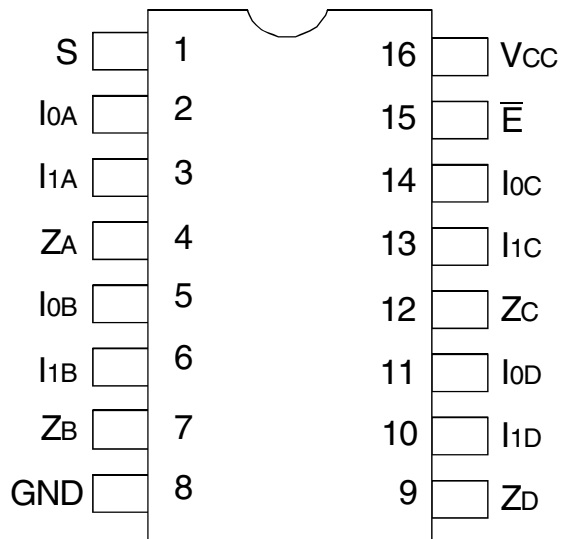 S 1 16 VCC
I0A 2 15 E̅
I1A 3 14 I0C
ZA 4 13 I1C
I0B 5 12 ZC
I1B 6 11 I0D
ZB 7 10 I1D
GND 8 9 ZD